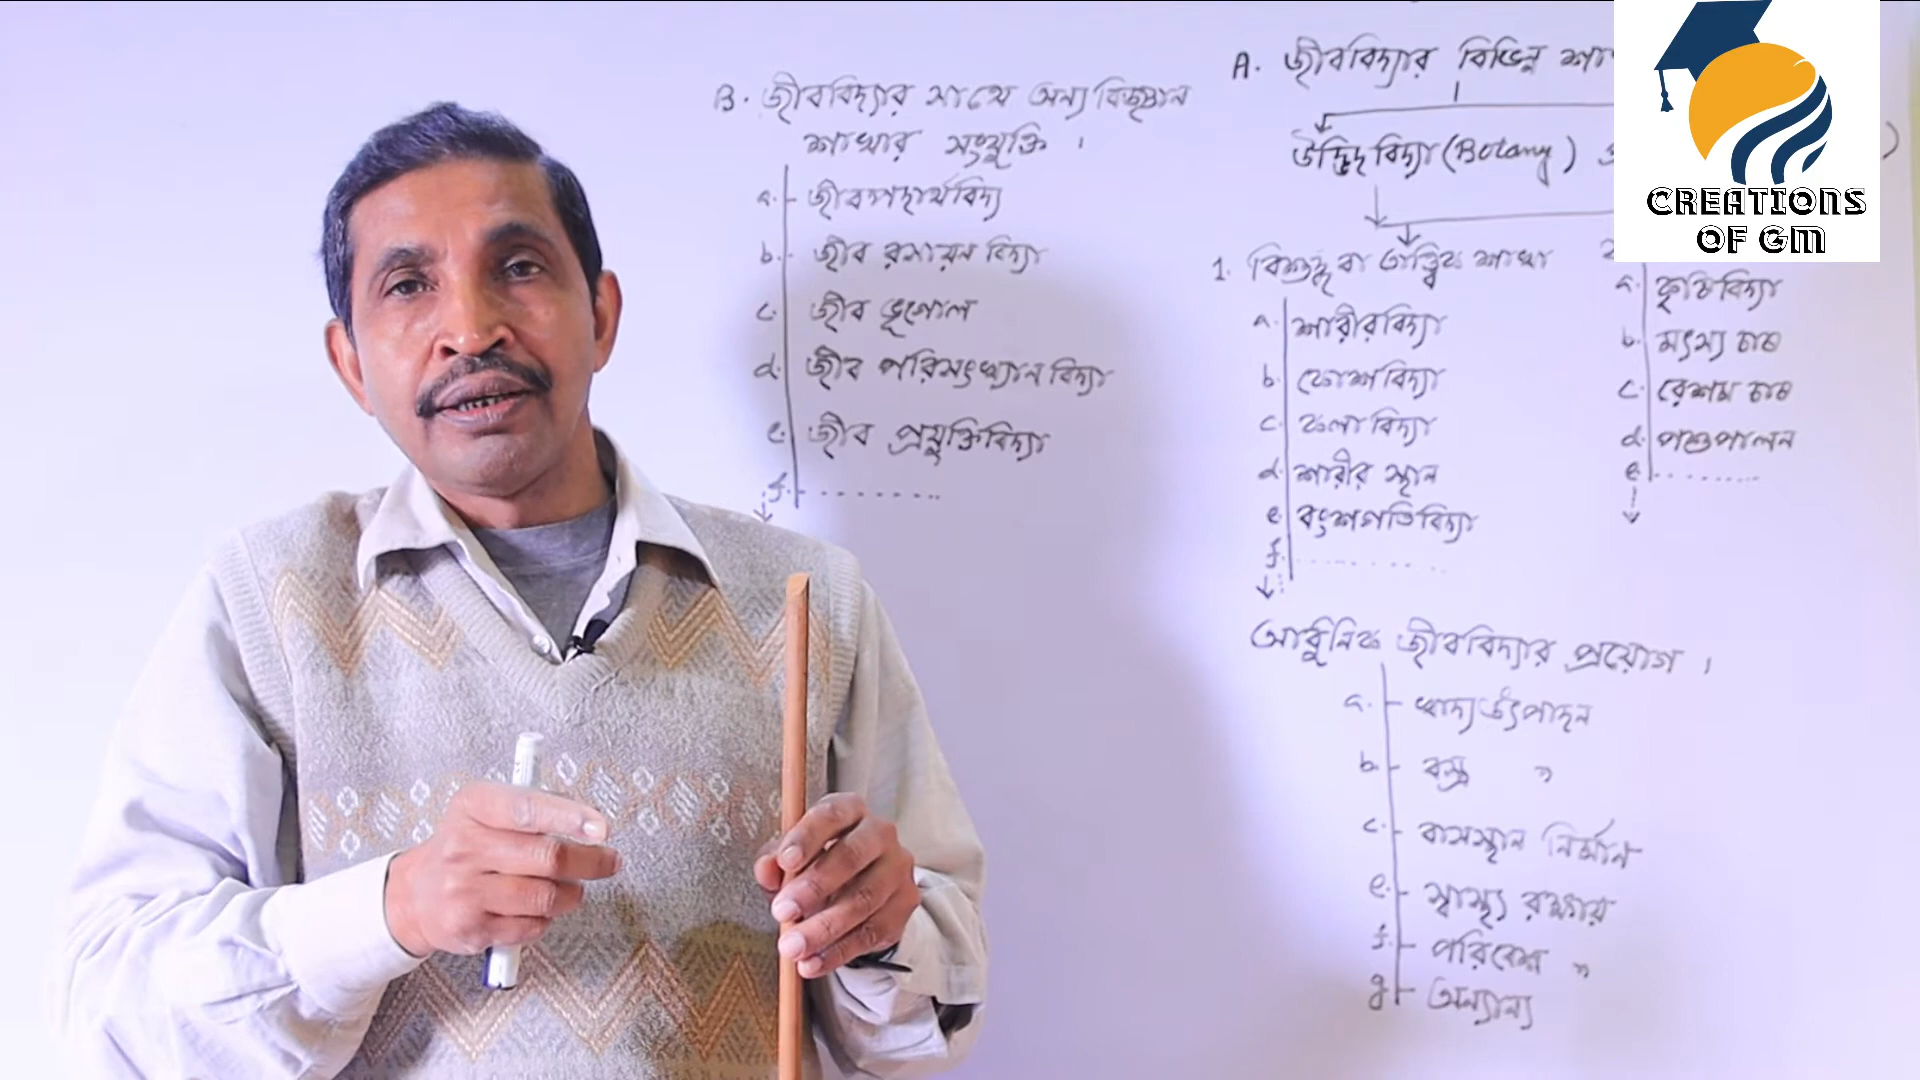 B. জীববিদ্যার সাথে অন্য বিজ্ঞান
শাখার সংযুক্তি ।
a. জীবপদার্থবিদ্য
b. জীব রসায়ন বিদ্যা
c. জীব ভূগোল
d. জীব পরিসংখ্যান বিদ্যা
e. জীব প্রযুক্তিবিদ্যা
f. .........
A. জীববিদ্যার বিভিন্ন শা
উদ্ভিদ বিদ্যা (Botany)
1. বিশুদ্ধ বা তাত্ত্বিক শাখা
a. শারীরবিদ্যা
b. কোশবিদ্যা
c. কলাবিদ্যা
d. শারীর স্থান
e. বংশগতিবিদ্যা
f. .........
a. কৃষিবিদ্যা
b. মৎস্য চাষ
c. রেশম চাষ
d. পশুপালন
e. ........
আধুনিক জীববিদ্যার প্রয়োগ ।
a. খাদ্য উৎপাদন
b. বস্ত্র "
c. বাসস্থান নির্মান
e. স্বাস্থ্য রক্ষায়
f. পরিবেশ "
g. অন্যান্য
CREATIONS
OF GM